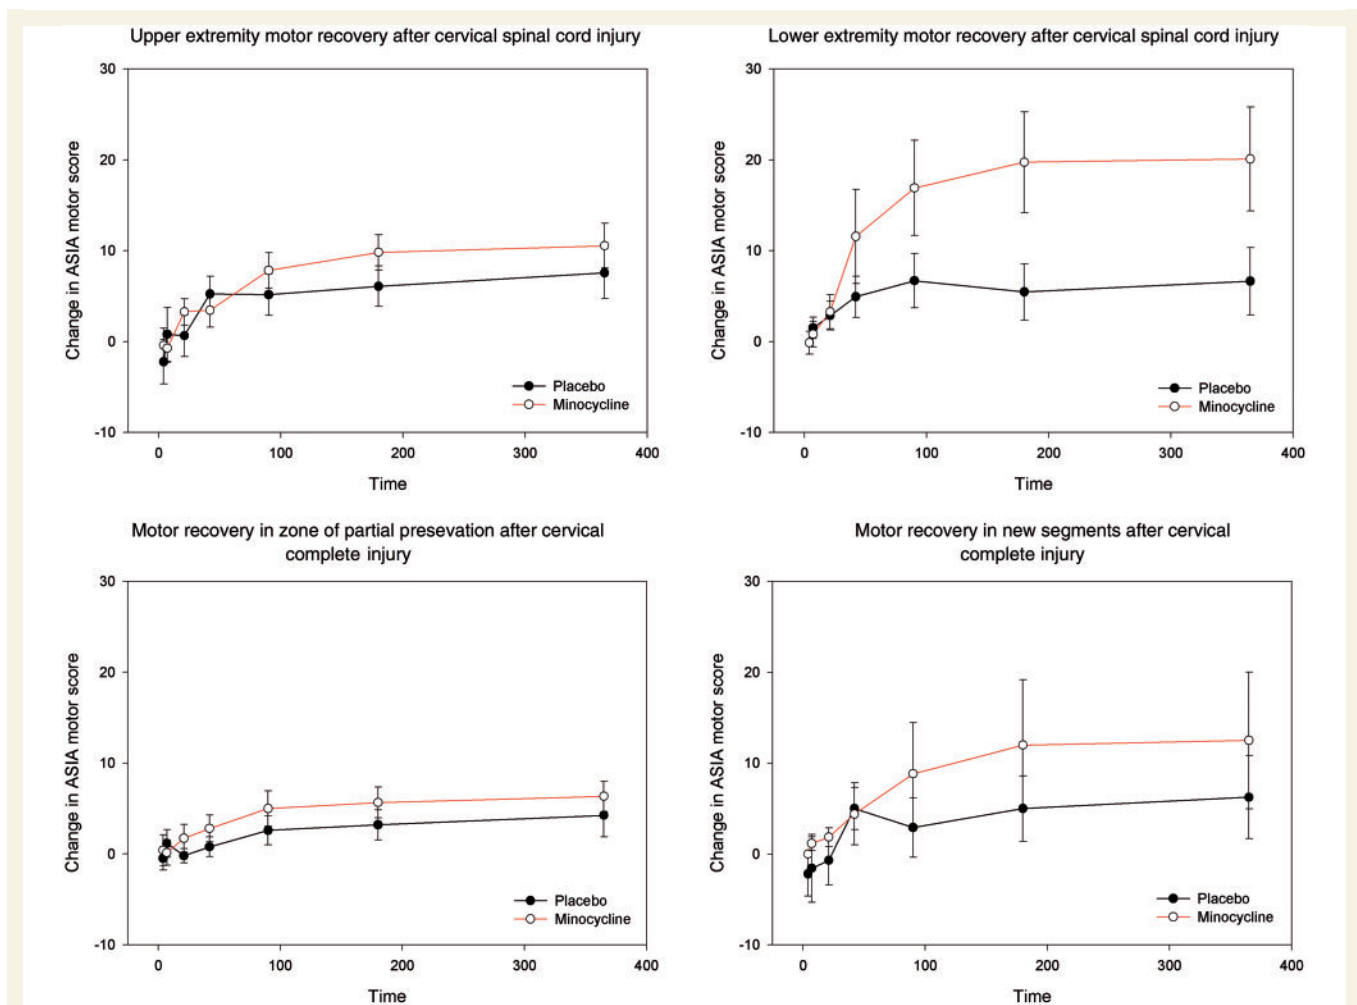 Upper extremity motor recovery after cervical spinal cord injury
30
20
10
0
-10
Change in ASIA motor score
Placebo
Minocycline
0 100 200 300 400
Time
Lower extremity motor recovery after cervical spinal cord injury
30
20
10
0
-10
Change in ASIA motor score
Placebo
Minocycline
0 100 200 300 400
Time
Motor recovery in zone of partial presevation after cervical
complete injury
30
20
10
0
-10
Change in ASIA motor score
Placebo
Minocycline
0 100 200 300 400
Time
Motor recovery in new segments after cervical
complete injury
30
20
10
0
-10
Change in ASIA motor score
Placebo
Minocycline
0 100 200 300 400
Time